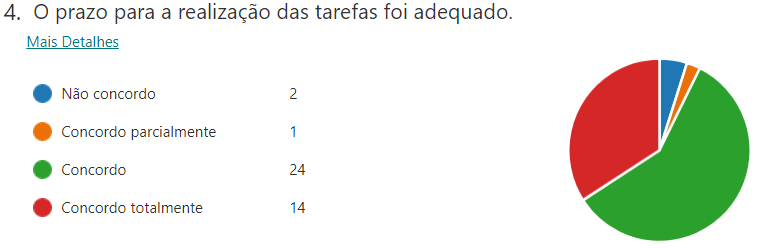 4. O prazo para a realização das tarefas foi adequado.
Mais Detalhes
Não concordo 2
Concordo parcialmente 1
Concordo 24
Concordo totalmente 14